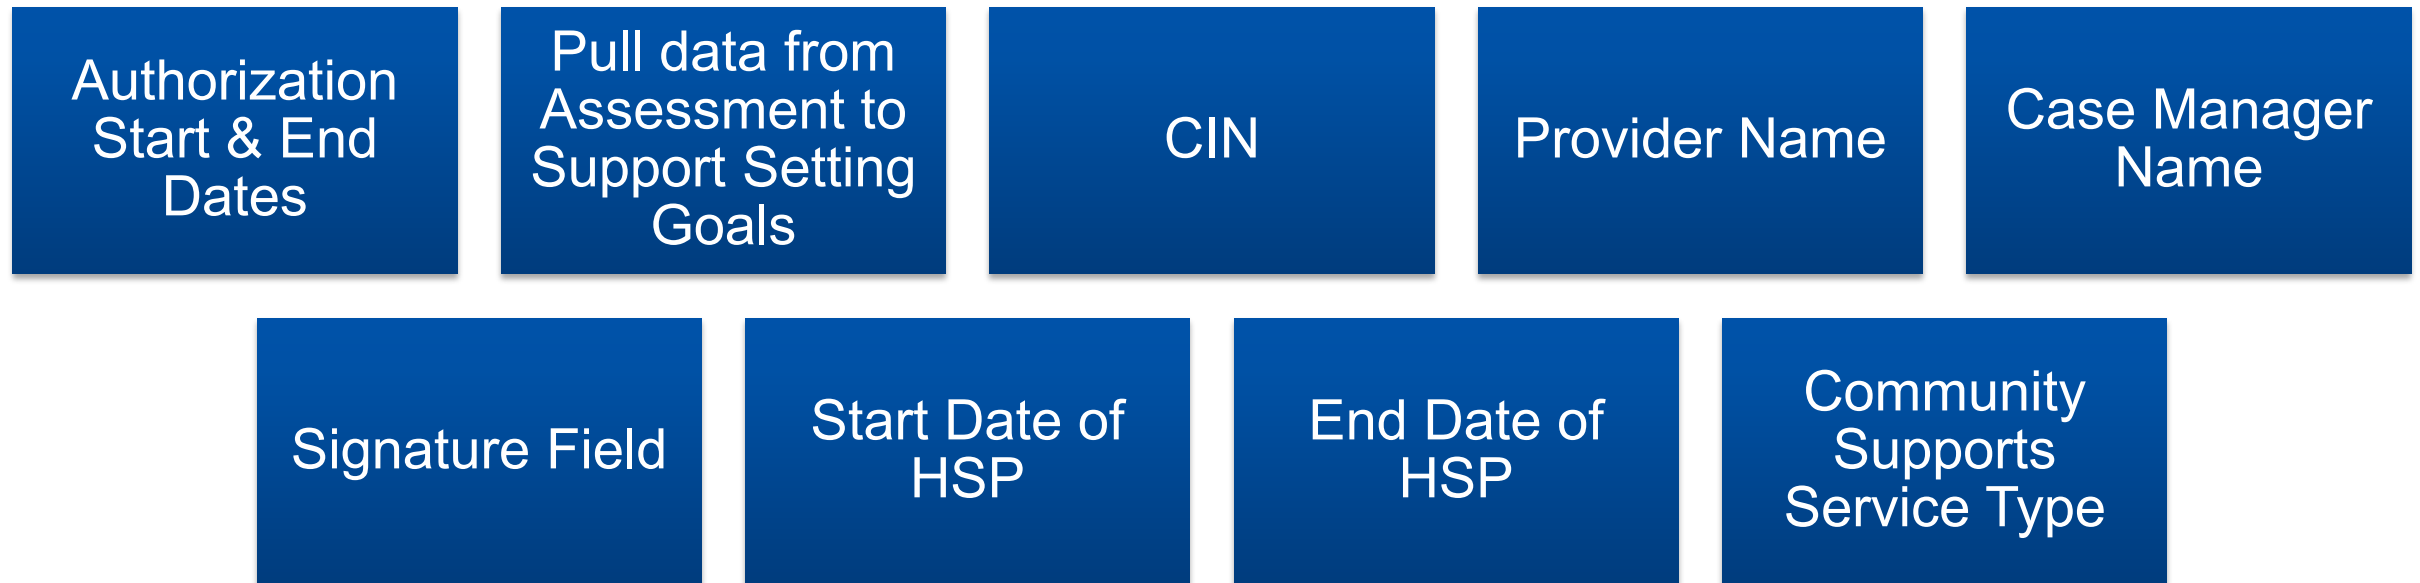 Authorization
Start & End
Dates
Pull data from
Assessment to
Support Setting
Goals
CIN
Provider Name
Case Manager
Name
Signature Field
Start Date of
HSP
End Date of
HSP
Community
Supports
Service Type